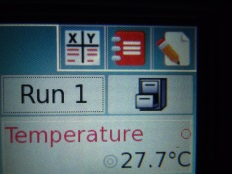 X Y
Run 1
Temperature
27.7°C